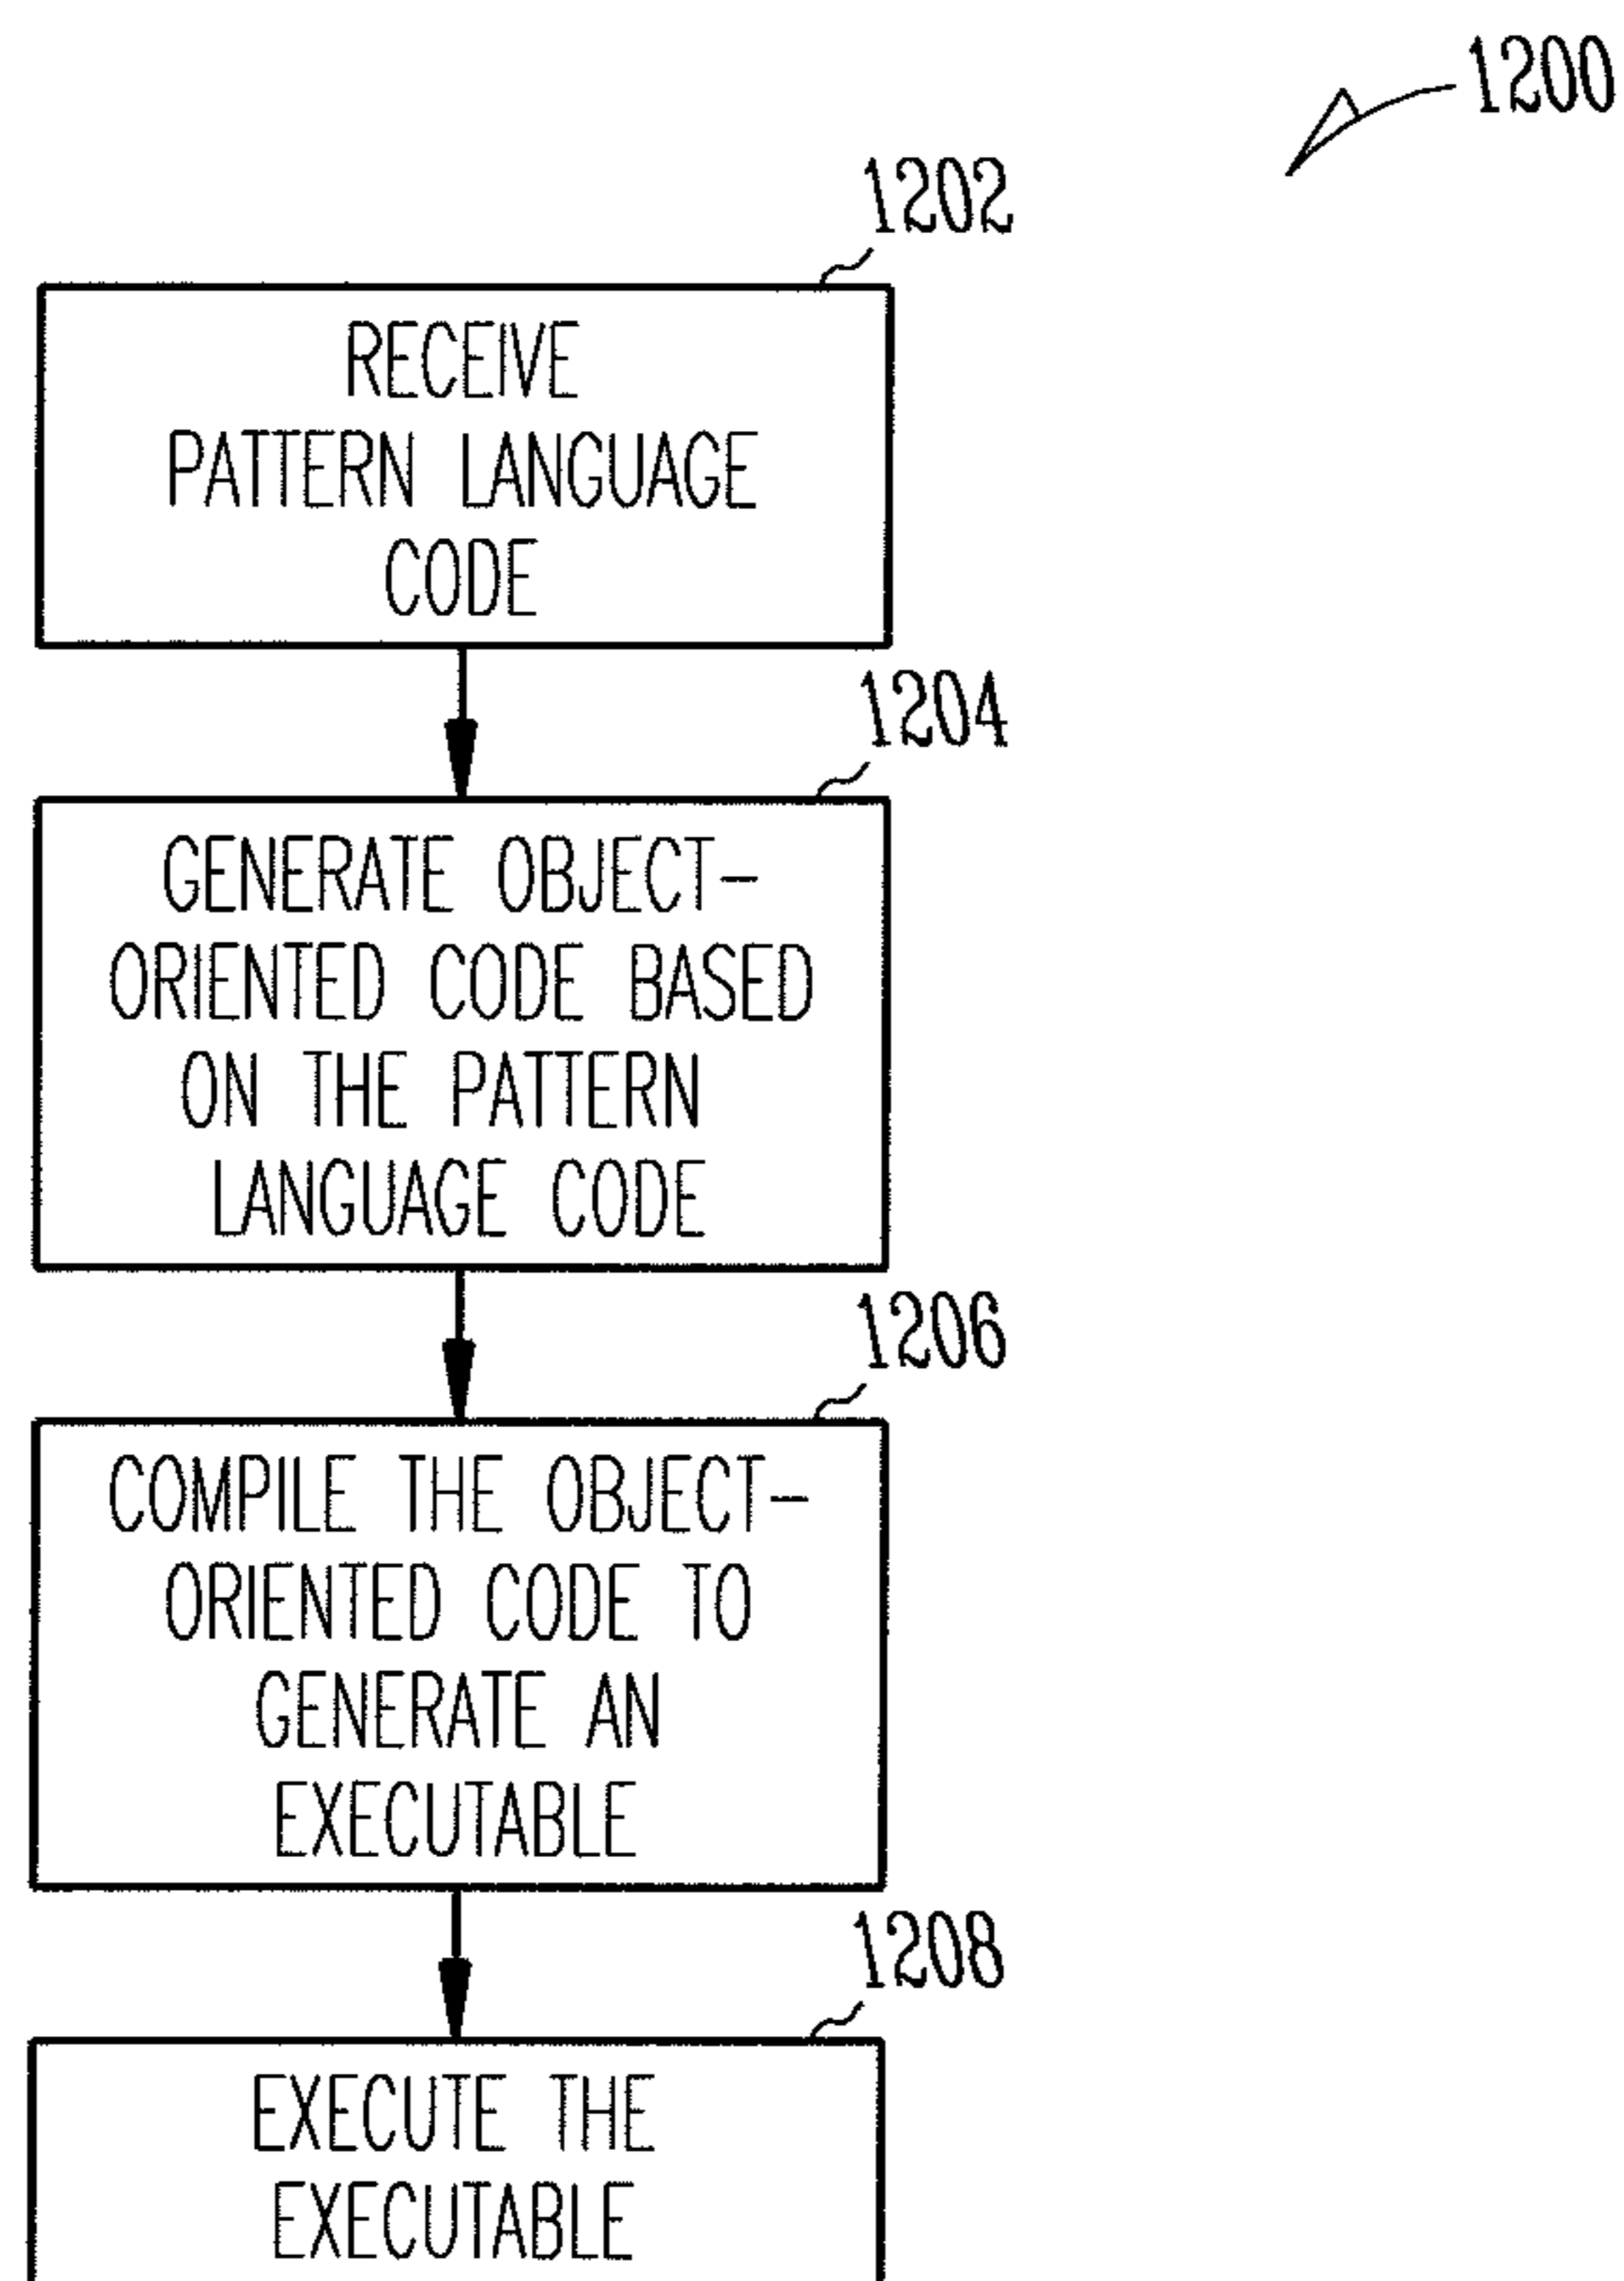 1200
1202
RECEIVE
PATTERN LANGUAGE
CODE
1204
GENERATE OBJECT-
ORIENTED CODE BASED
ON THE PATTERN
LANGUAGE CODE
1206
COMPILE THE OBJECT-
ORIENTED CODE TO
GENERATE AN
EXECUTABLE
1208
EXECUTE THE
EXECUTABLE